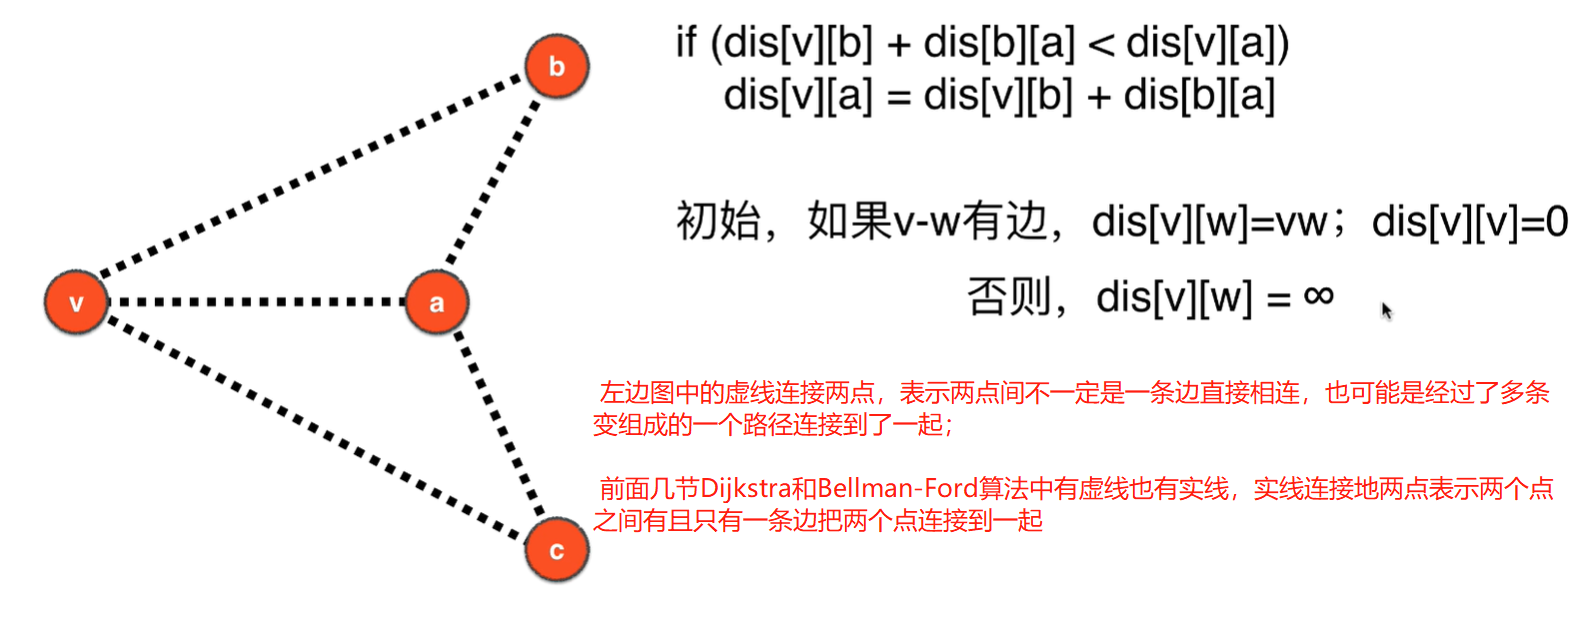 if (dis[v][b] + dis[b][a] < dis[v][a])
dis[v][a] = dis[v][b] + dis[b][a]
初始，如果v-w有边，dis[v][w]=vw；dis[v][v]=0
否则，dis[v][w] = ∞
左边图中的虚线连接两点，表示两点间不一定是一条边直接相连，也可能是经过了多条
变组成的一个路径连接到了一起；
前面几节Dijkstra和Bellman-Ford算法中有虚线也有实线，实线连接地两点表示两个点
之间有且只有一条边把两个点连接到一起
b
v
a
c